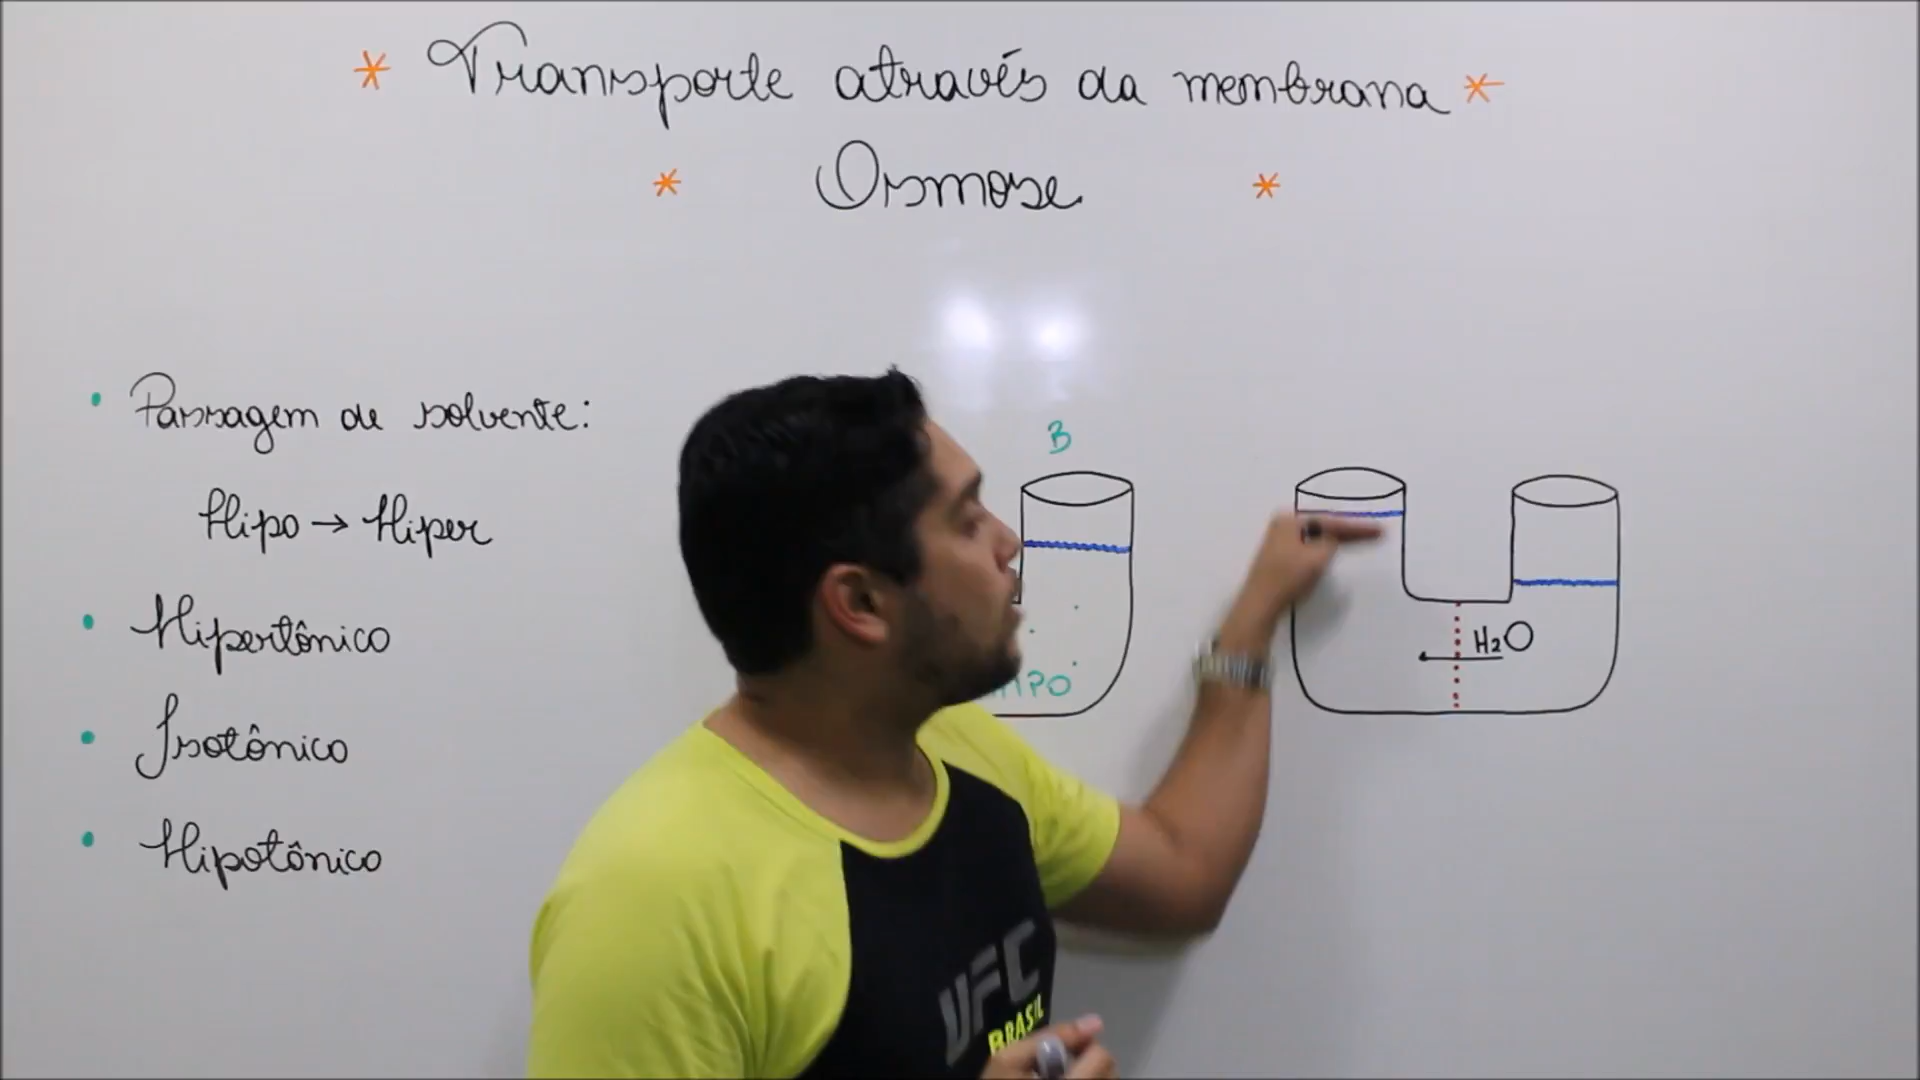 * Transporte através da membrana *
* Osmose *
• Passagem de solvente:
Hipo → Hiper
• Hipertônico
• Isotônico
• Hipotônico
B
H₂O
UFC
BRASIL